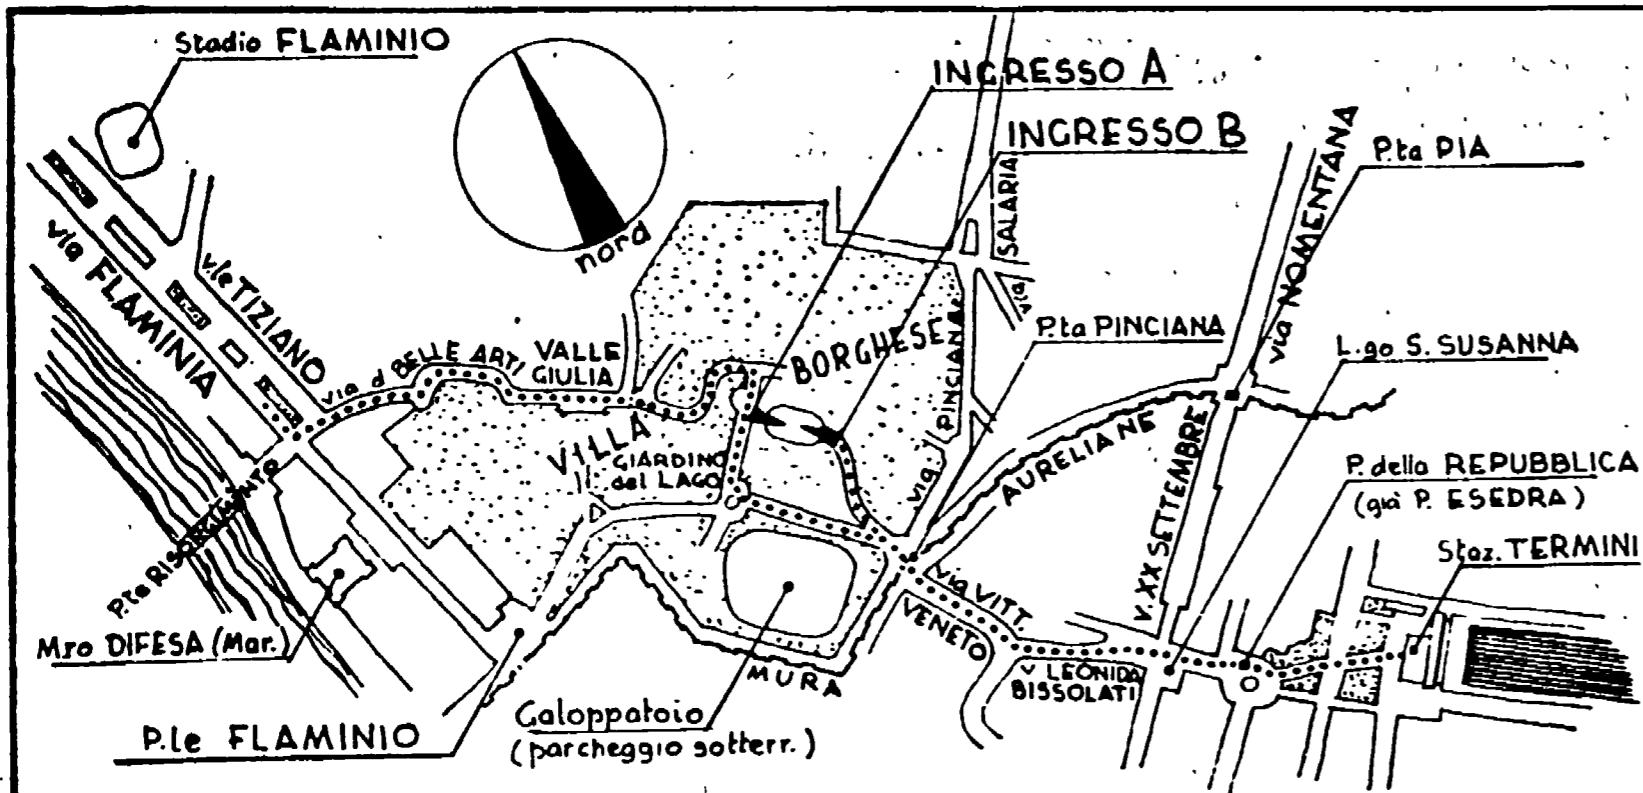 Stadio FLAMINIO
INGRESSO A
INGRESSO B
P.ta PIA
nord
via FLAMINIA
v.le TIZIANO
via d. BELLE ARTI
VALLE
GIULIA
VILLA
BORGHESE
GIARDINO
del LAGO
via
PINCIANA
via
SALARIA
P.ta PINCIANA
via NOMENTANA
L.go S. SUSANNA
MURA
AURELIANE
V. XX SETTEMBRE
P. della REPUBBLICA
(già P. ESEDRA)
Staz. TERMINI
P.te RISORGIMENTO
M.ro DIFESA (Mar.)
P.le FLAMINIO
Galoppatoio
(parcheggio sotterr.)
via VITT.
VENETO
v LEONIDA
BISSOLATI